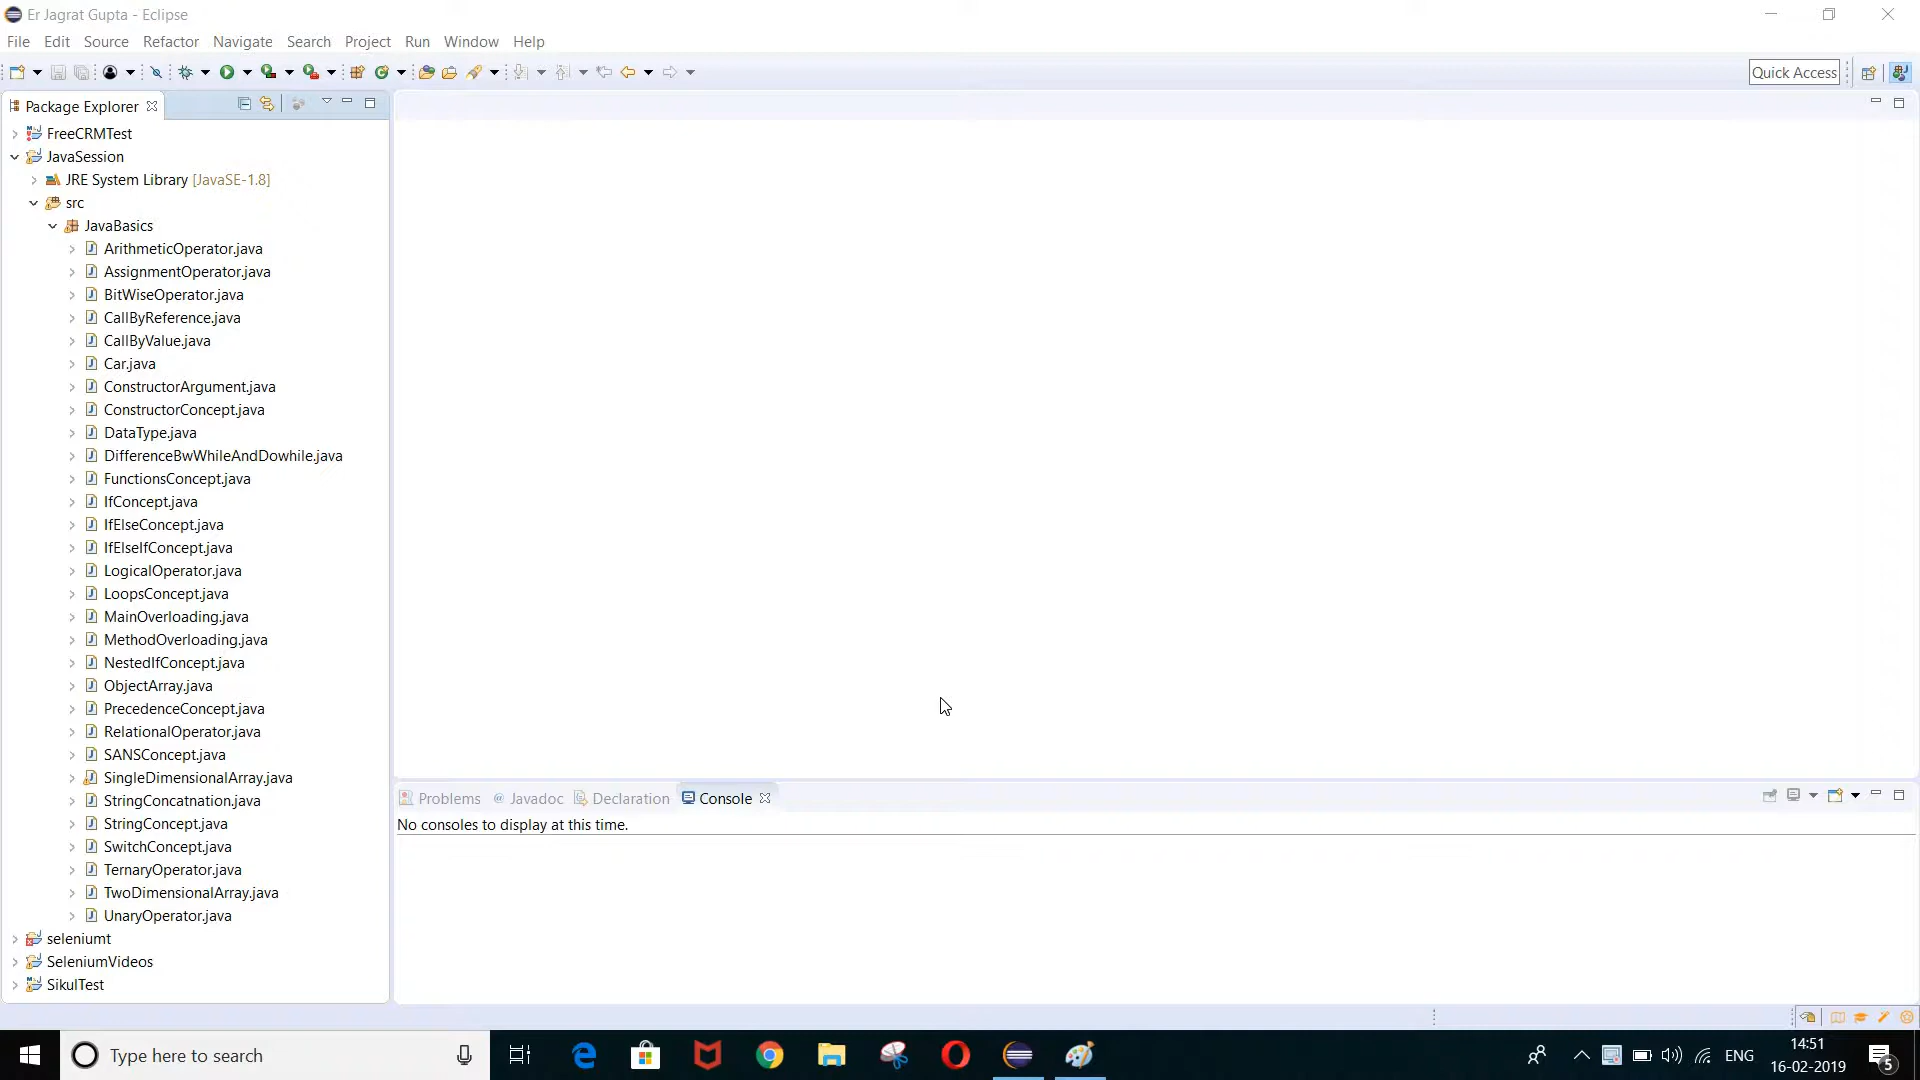 Er Jagrat Gupta - Eclipse
File Edit Source Refactor Navigate Search Project Run Window Help
Quick Access
Package Explorer
FreeCRMTest
JavaSession
JRE System Library [JavaSE-1.8]
src
JavaBasics
ArithmeticOperator.java
AssignmentOperator.java
BitWiseOperator.java
CallByReference.java
CallByValue.java
Car.java
ConstructorArgument.java
ConstructorConcept.java
DataType.java
DifferenceBwWhileAndDowhile.java
FunctionsConcept.java
IfConcept.java
IfElseConcept.java
IfElseIfConcept.java
LogicalOperator.java
LoopsConcept.java
MainOverloading.java
MethodOverloading.java
NestedIfConcept.java
ObjectArray.java
PrecedenceConcept.java
RelationalOperator.java
SANSConcept.java
SingleDimensionalArray.java
StringConcatnation.java
StringConcept.java
SwitchConcept.java
TernaryOperator.java
TwoDimensionalArray.java
UnaryOperator.java
seleniumt
SeleniumVideos
SikulTest
Problems Javadoc Declaration Console
No consoles to display at this time.
Type here to search
ENG
14:51
16-02-2019
5